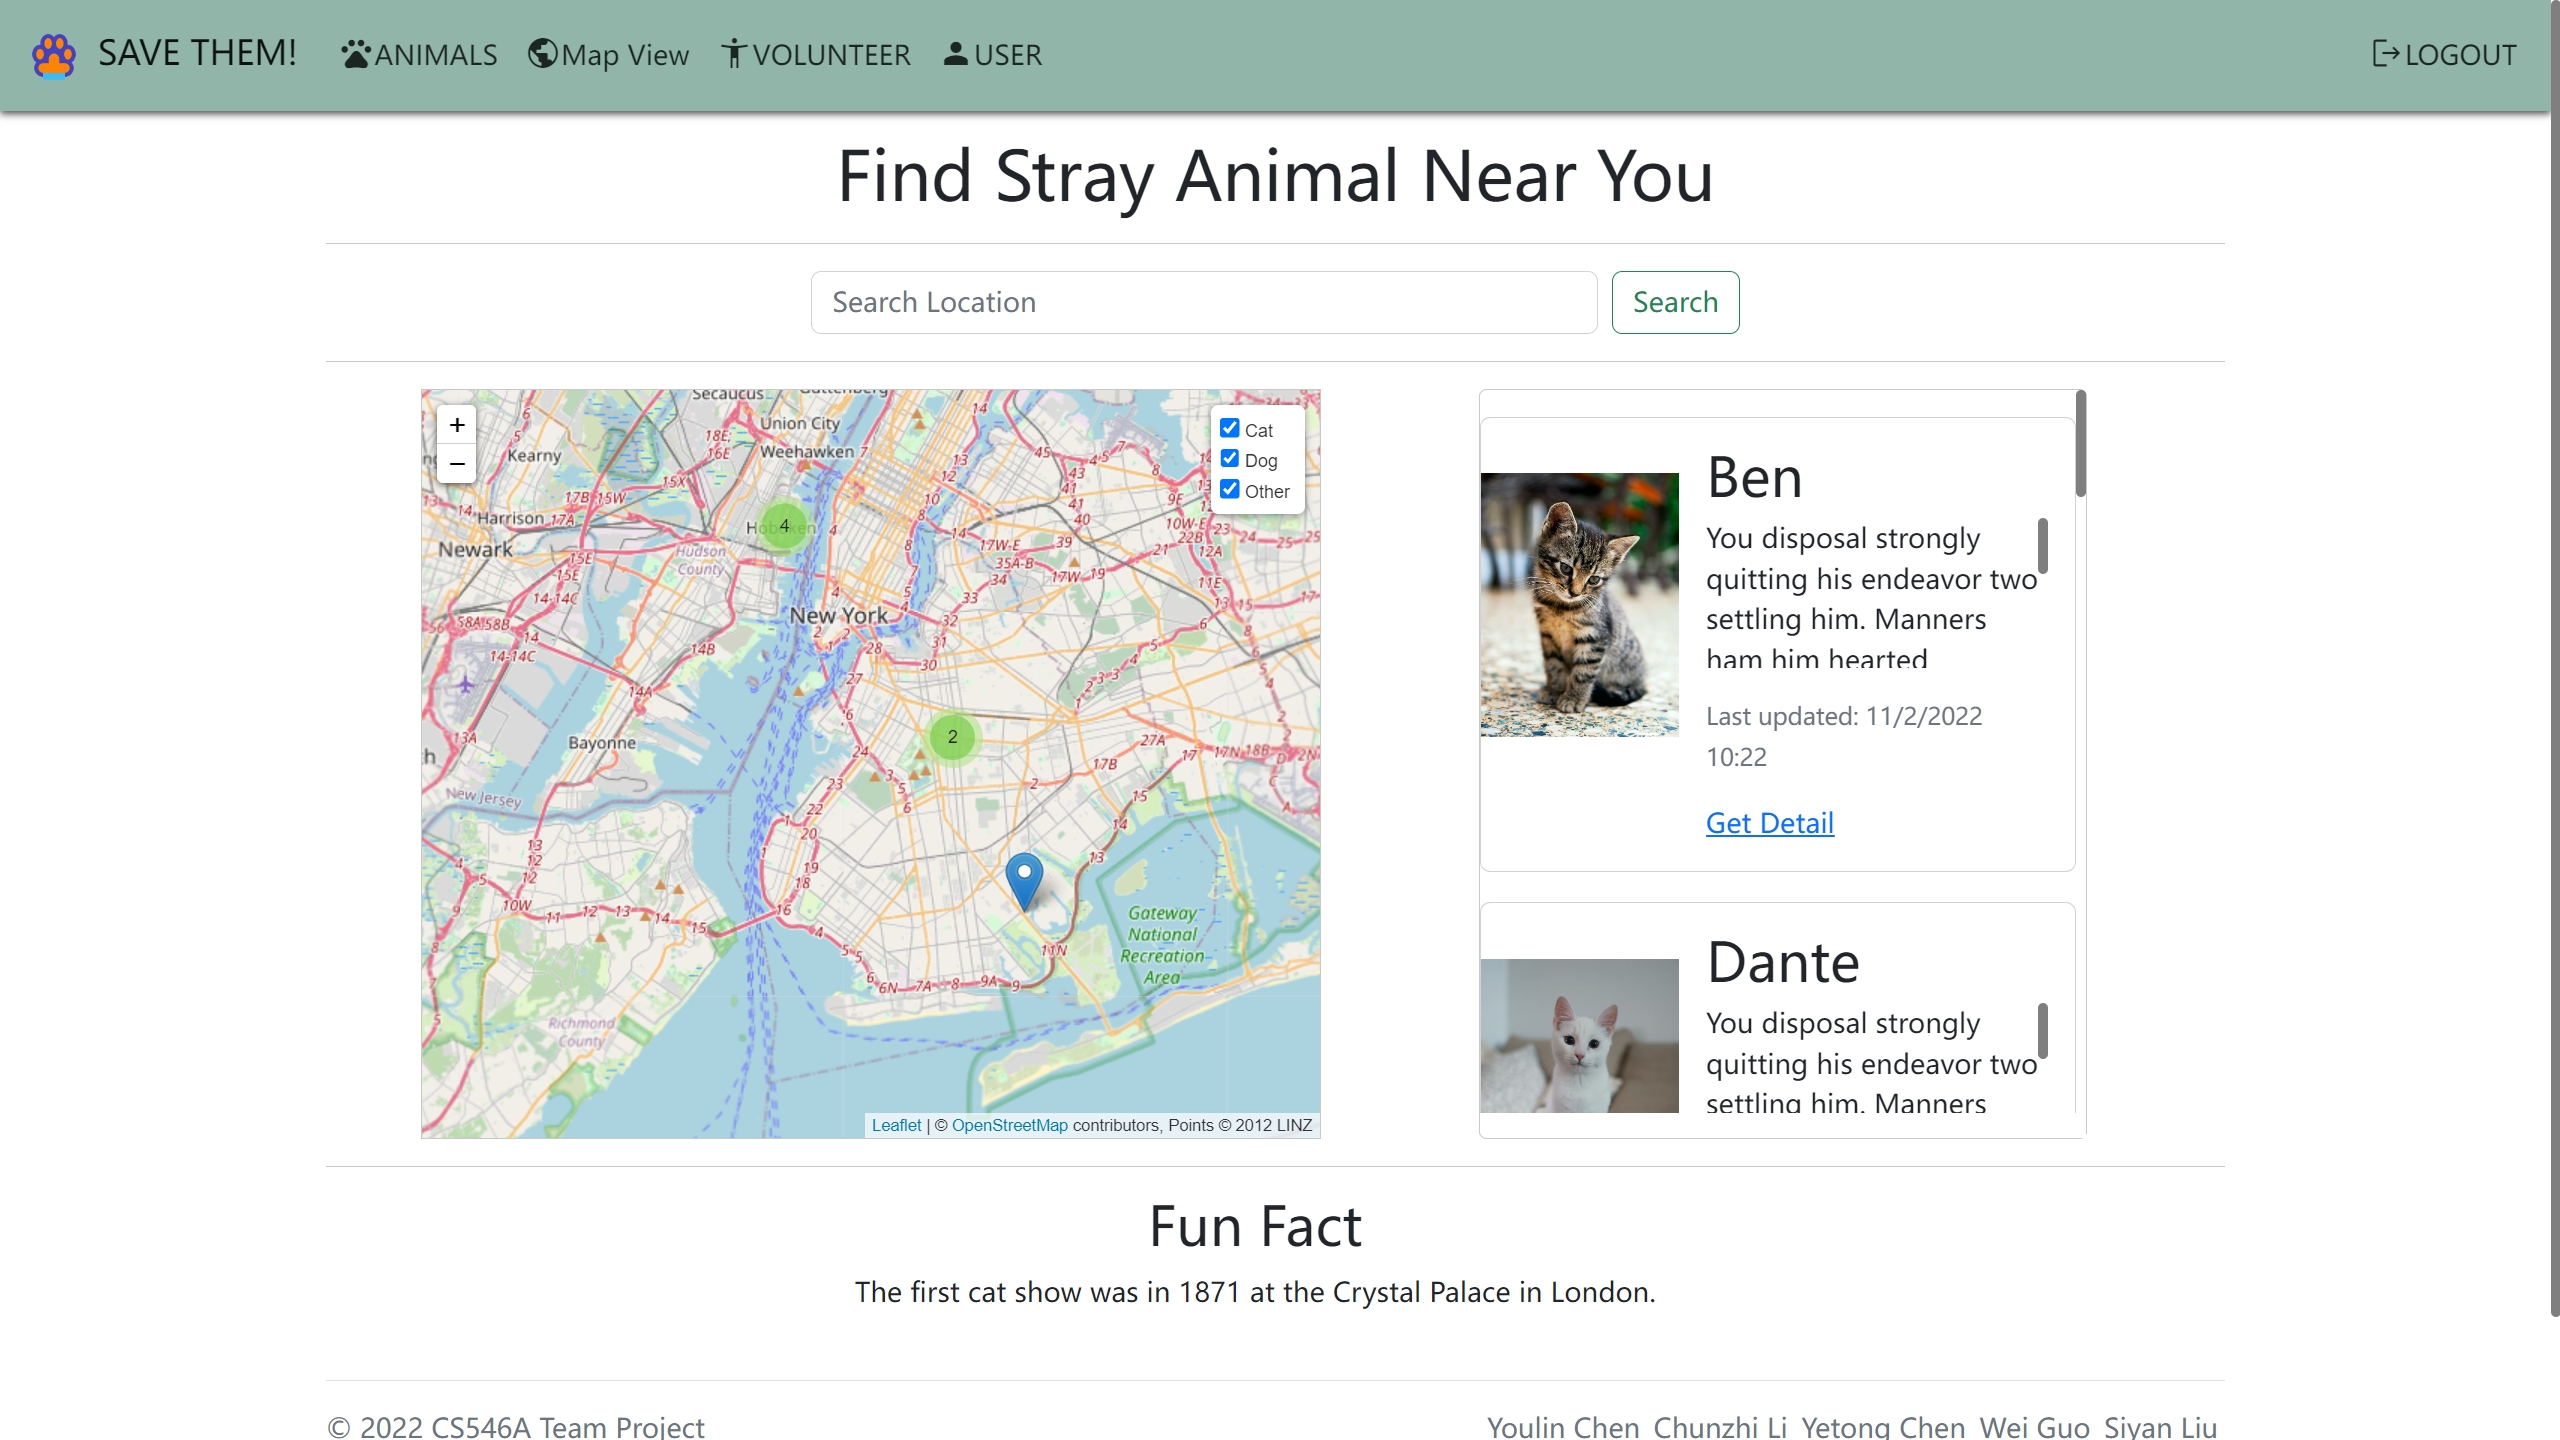 SAVE THEM!
ANIMALS
Map View
VOLUNTEER
USER
LOGOUT
Find Stray Animal Near You
Search Location
Search
+
−
Cat
Dog
Other
Secaucus
Union City
Weehawken
Kearny
Harrison
Newark
Hoboken
4
Hudson
County
New York
2
Bayonne
New Jersey
Gateway
National
Recreation
Area
Richmond
County
Leaflet | © OpenStreetMap contributors, Points © 2012 LINZ
Ben
You disposal strongly
quitting his endeavor two
settling him. Manners
ham him hearted
Last updated: 11/2/2022
10:22
Get Detail
Dante
You disposal strongly
quitting his endeavor two
settling him. Manners
Fun Fact
The first cat show was in 1871 at the Crystal Palace in London.
© 2022 CS546A Team Project
Youlin Chen Chunzhi Li Yetong Chen Wei Guo Siyan Liu